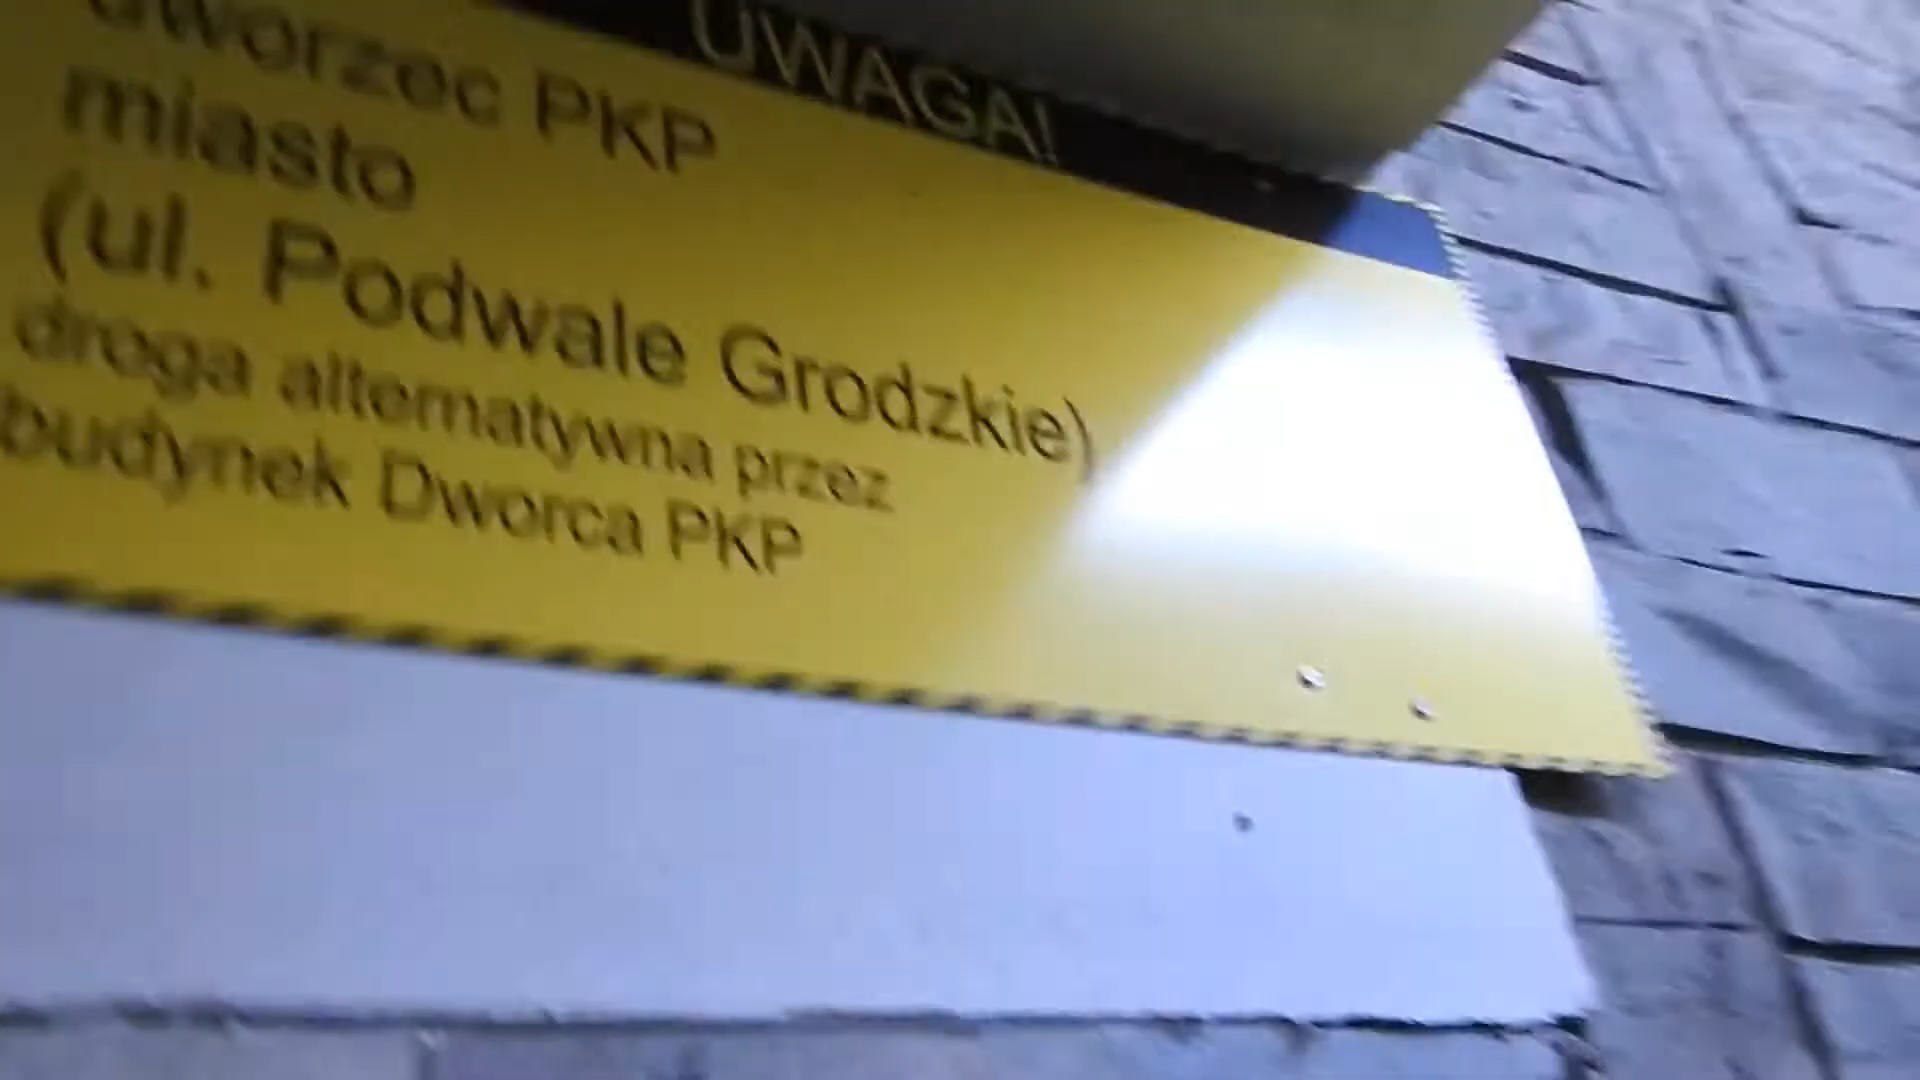 UWAGA!
dworzec PKP
miasto
(ul. Podwale Grodzkie)
droga alternatywna przez
budynek Dworca PKP